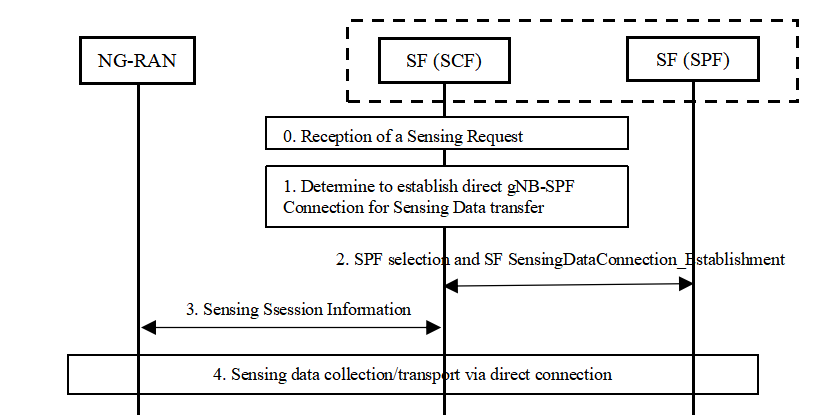 NG-RAN
SF (SCF)
SF (SPF)
0. Reception of a Sensing Request
1. Determine to establish direct gNB-SPF
Connection for Sensing Data transfer
2. SPF selection and SF SensingDataConnection_Establishment
3. Sensing Ssession Information
4. Sensing data collection/transport via direct connection